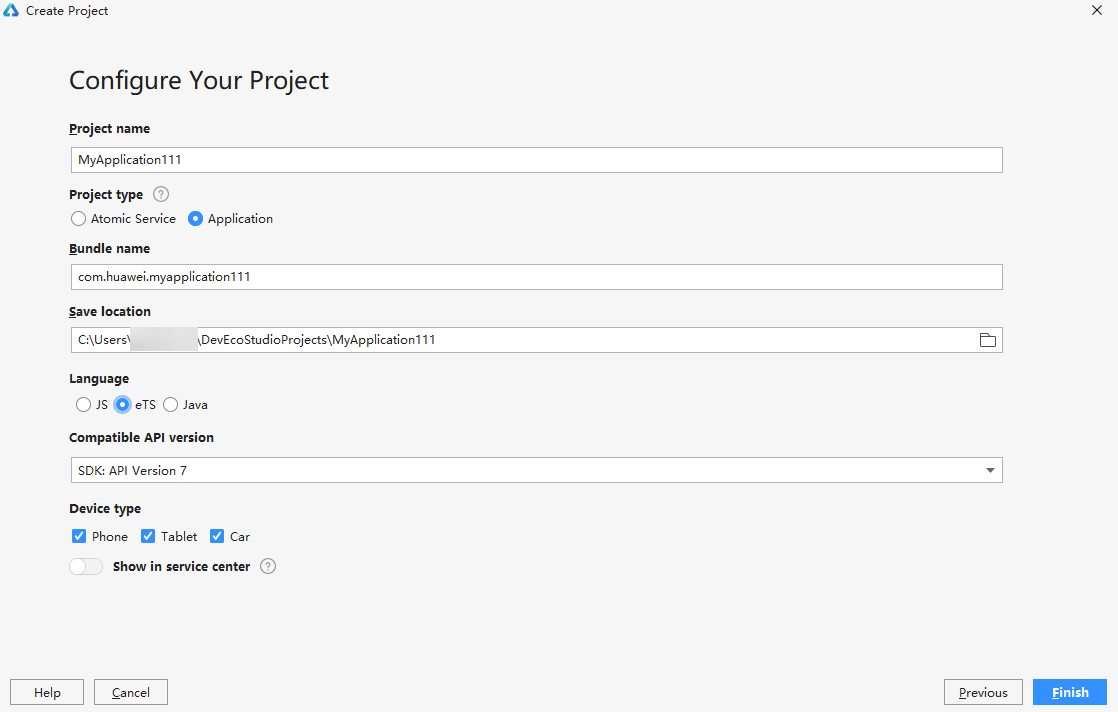 Create Project
Configure Your Project
Project name
MyApplication111
Project type ?
Atomic Service Application
Bundle name
com.huawei.myapplication111
Save location
C:\Users\ \DevEcoStudioProjects\MyApplication111
Language
JS eTS Java
Compatible API version
SDK: API Version 7
Device type
Phone Tablet Car
Show in service center ?
Help Cancel Previous Finish